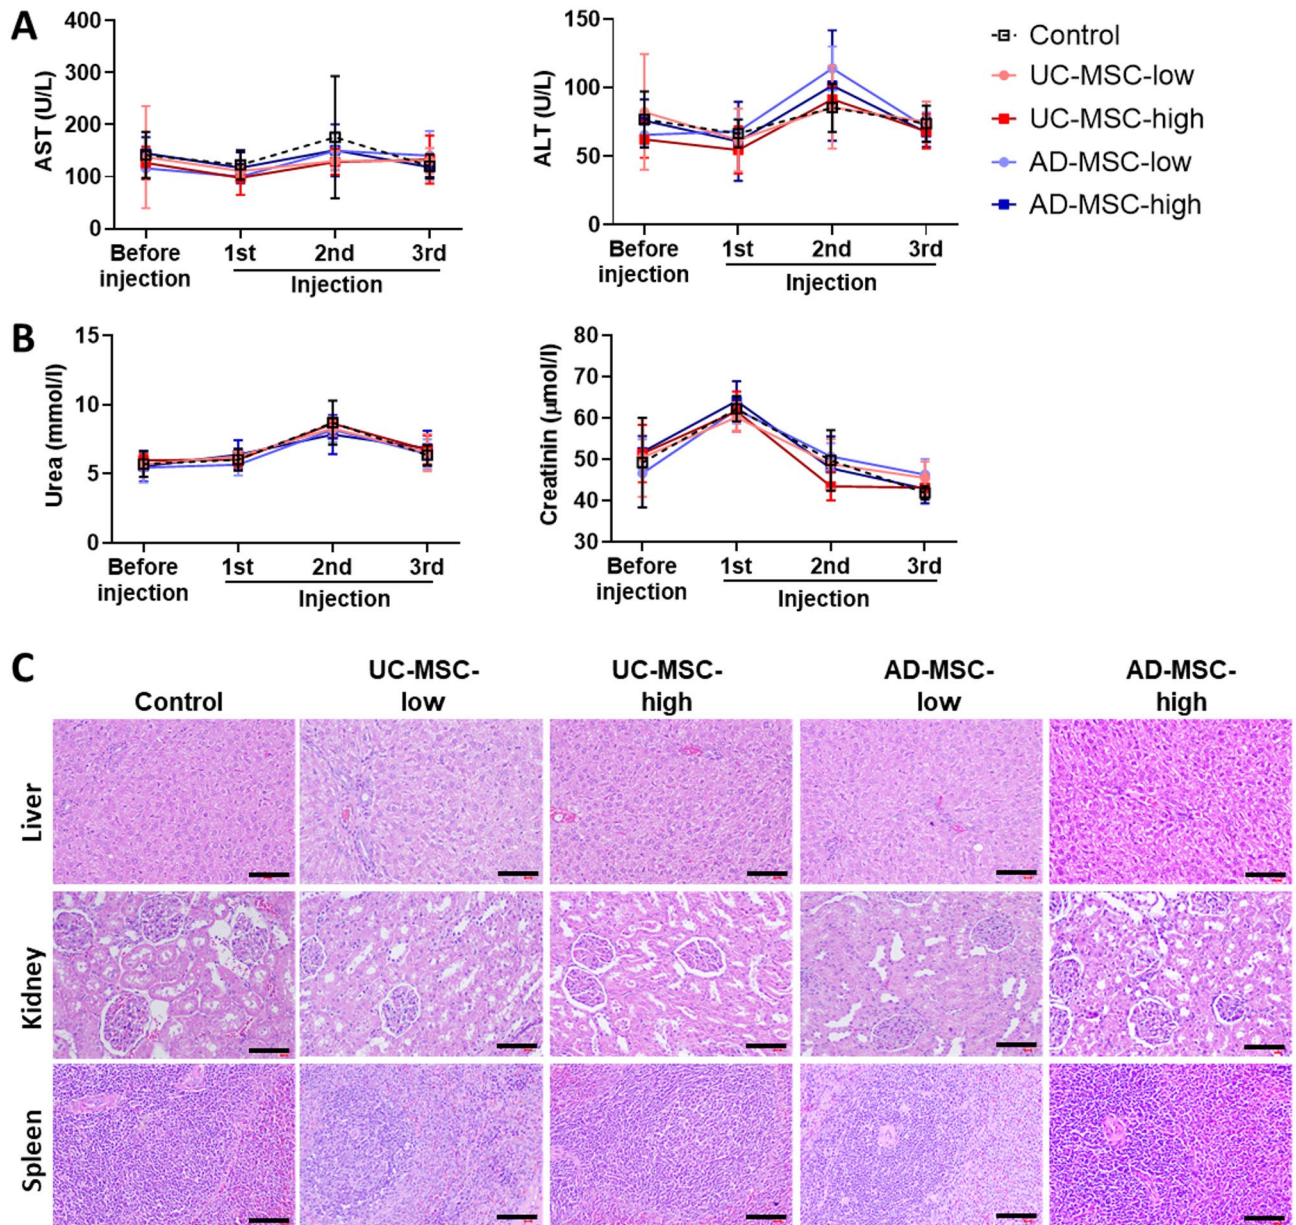 A
AST (U/L)
400
300
200
100
0
Before
injection
1st
2nd
3rd
Injection
ALT (U/L)
150
100
50
0
Before
injection
1st
2nd
3rd
Injection
Control
UC-MSC-low
UC-MSC-high
AD-MSC-low
AD-MSC-high
B
Urea (mmol/l)
15
10
5
0
Before
injection
1st
2nd
3rd
Injection
Creatinin (μmol/l)
80
70
60
50
40
30
Before
injection
1st
2nd
3rd
Injection
C
Control
UC-MSC-
low
UC-MSC-
high
AD-MSC-
low
AD-MSC-
high
Liver
Kidney
Spleen